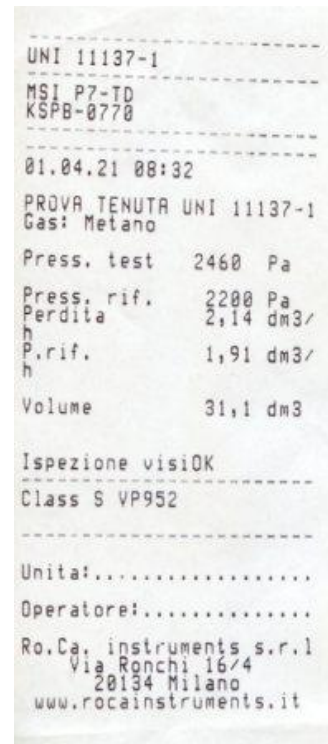 UNI 11137-1
MSI P7-TD
KSPB-0770
01.04.21 08:32
PROVA TENUTA UNI 11137-1
Gas: Metano
Press. test 2460 Pa
Press. rif. 2200 Pa
Perdita 2,14 dm3/
h
P.rif. 1,91 dm3/
h
Volume 31,1 dm3
Ispezione visiOK
Class S VP952
Unita:..................
Operatore:..............
Ro.Ca. instruments s.r.l
Via Ronchi 16/4
20134 Milano
www.rocainstruments.it